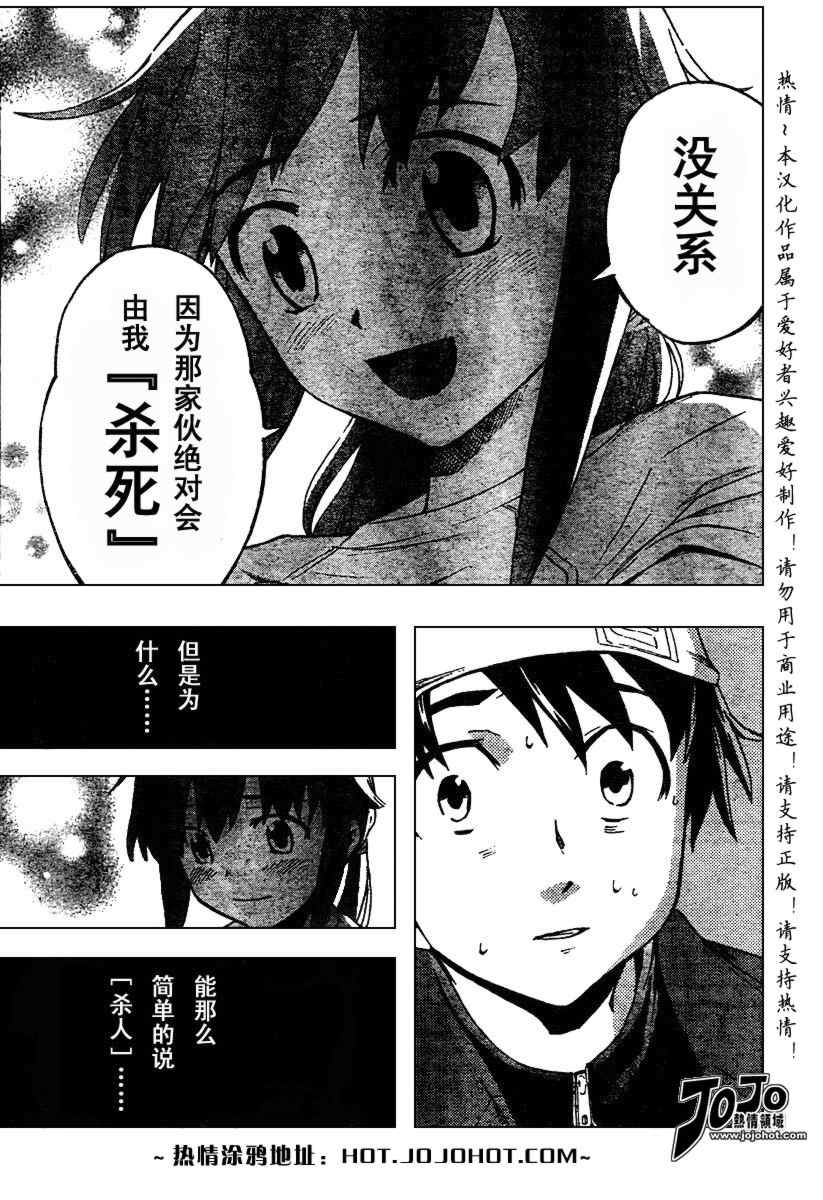 没关系
因为那家伙绝对会
由我
『杀死』
但是为
什么……
能那么
简单的说
［杀人］……
热情~本汉化作品属于爱好者兴趣爱好制作！请勿用于商业用途！请支持正版！请支持热情！
JOJO
熱情領域
www.jojohot.com
~热情涂鸦地址：HOT.JOJOHOT.COM~